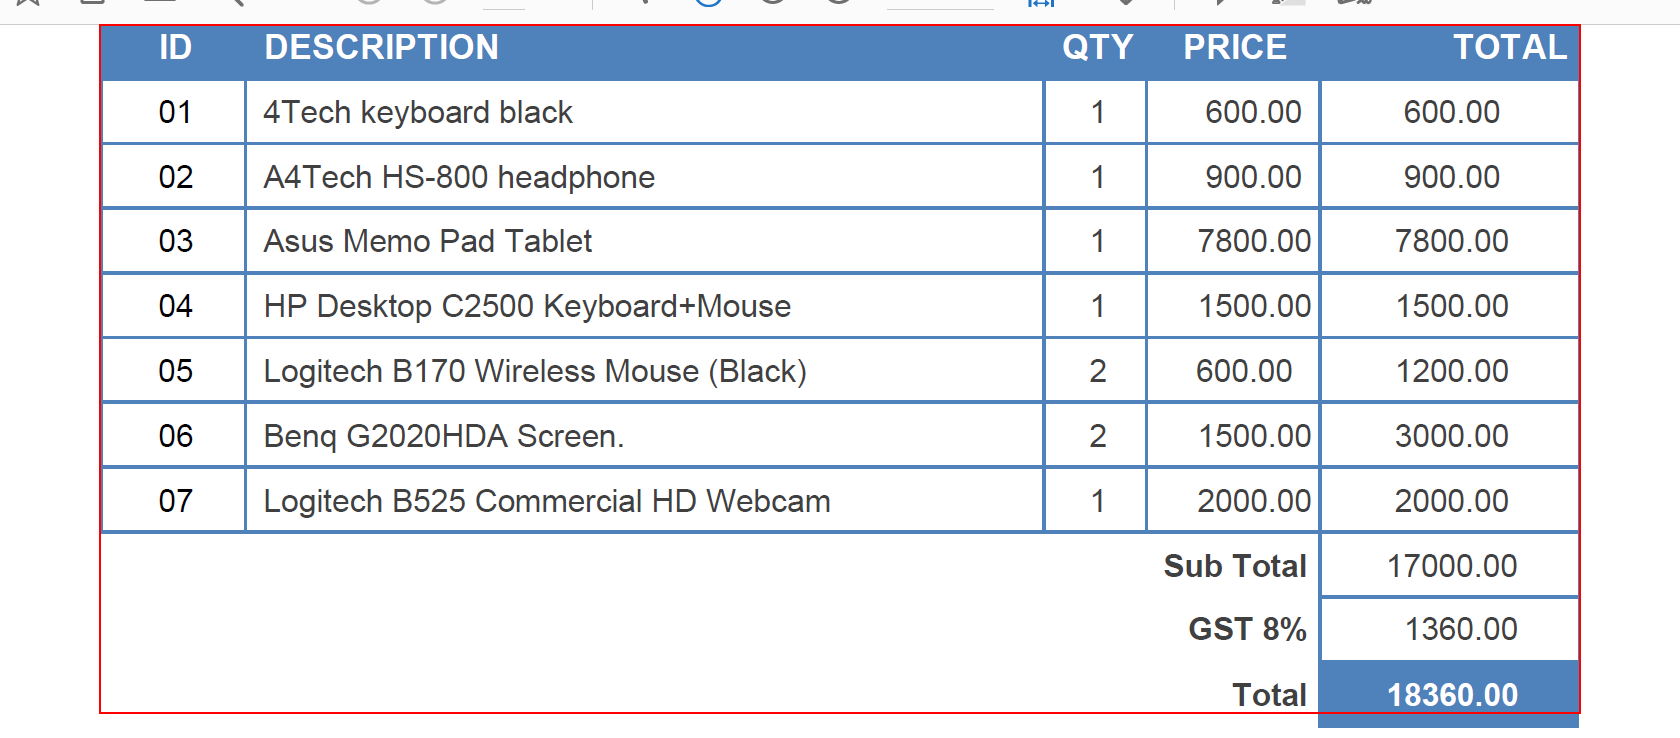 ID DESCRIPTION QTY PRICE TOTAL
01 4Tech keyboard black 1 600.00 600.00
02 A4Tech HS-800 headphone 1 900.00 900.00
03 Asus Memo Pad Tablet 1 7800.00 7800.00
04 HP Desktop C2500 Keyboard+Mouse 1 1500.00 1500.00
05 Logitech B170 Wireless Mouse (Black) 2 600.00 1200.00
06 Benq G2020HDA Screen. 2 1500.00 3000.00
07 Logitech B525 Commercial HD Webcam 1 2000.00 2000.00
Sub Total 17000.00
GST 8% 1360.00
Total 18360.00